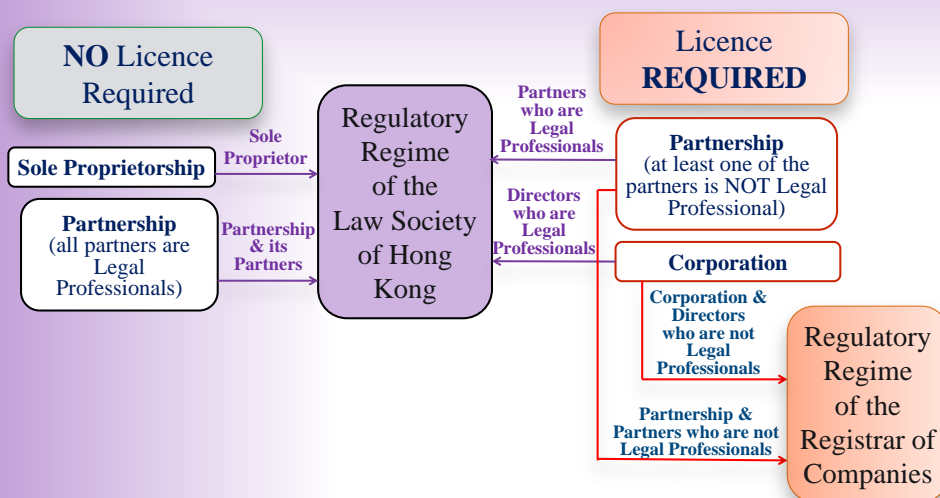 NO Licence
Required
Licence
REQUIRED
Sole
Proprietor
Sole Proprietorship
Partnership
(all partners are
Legal
Professionals)
Partnership
& its
Partners
Regulatory
Regime
of the
Law Society
of Hong
Kong
Partners
who are
Legal
Professionals
Directors
who are
Legal
Professionals
Partnership
(at least one of the
partners is NOT Legal
Professional)
Corporation
Corporation &
Directors
who are not
Legal
Professionals
Partnership &
Partners who are not
Legal Professionals
Regulatory
Regime
of the
Registrar of
Companies